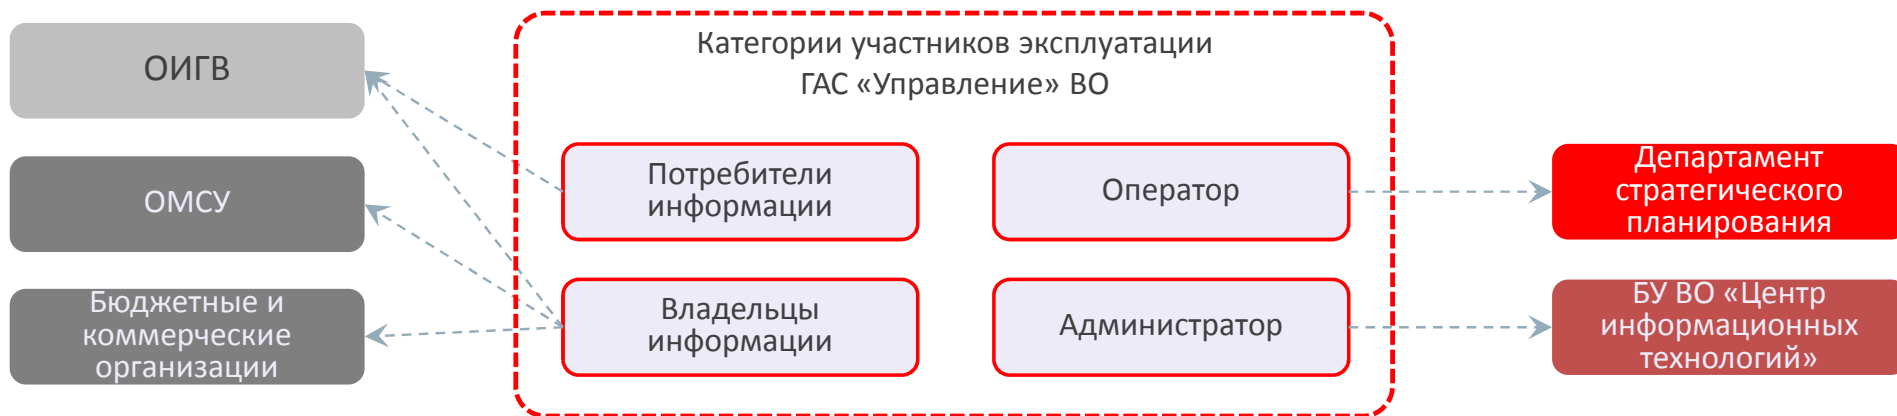 Категории участников эксплуатации
ГАС «Управление» ВО
ОИГВ
ОМСУ
Бюджетные и
коммерческие
организации
Потребители
информации
Владельцы
информации
Оператор
Администратор
Департамент
стратегического
планирования
БУ ВО «Центр
информационных
технологий»